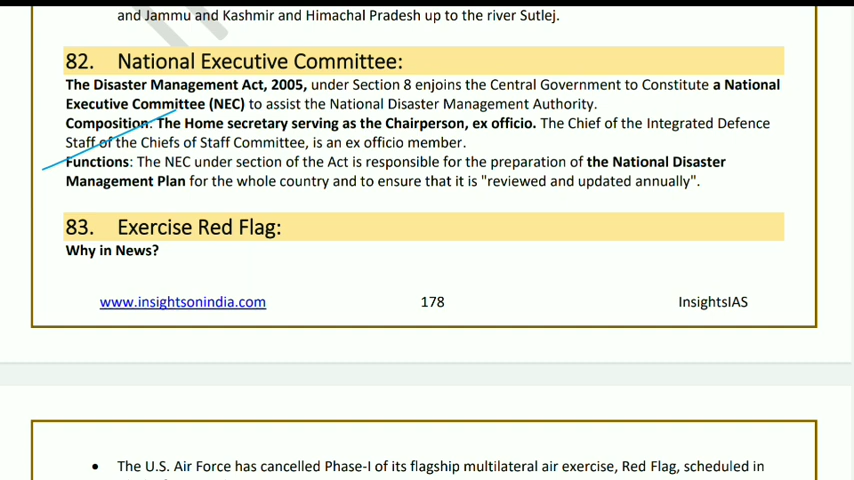 and Jammu and Kashmir and Himachal Pradesh up to the river Sutlej.
82. National Executive Committee:
The Disaster Management Act, 2005, under Section 8 enjoins the Central Government to Constitute a National
Executive Committee (NEC) to assist the National Disaster Management Authority.
Composition: The Home secretary serving as the Chairperson, ex officio. The Chief of the Integrated Defence
Staff of the Chiefs of Staff Committee, is an ex officio member.
Functions: The NEC under section of the Act is responsible for the preparation of the National Disaster
Management Plan for the whole country and to ensure that it is "reviewed and updated annually".
83. Exercise Red Flag:
Why in News?
www.insightsonindia.com 178 InsightsIAS
• The U.S. Air Force has cancelled Phase-I of its flagship multilateral air exercise, Red Flag, scheduled in